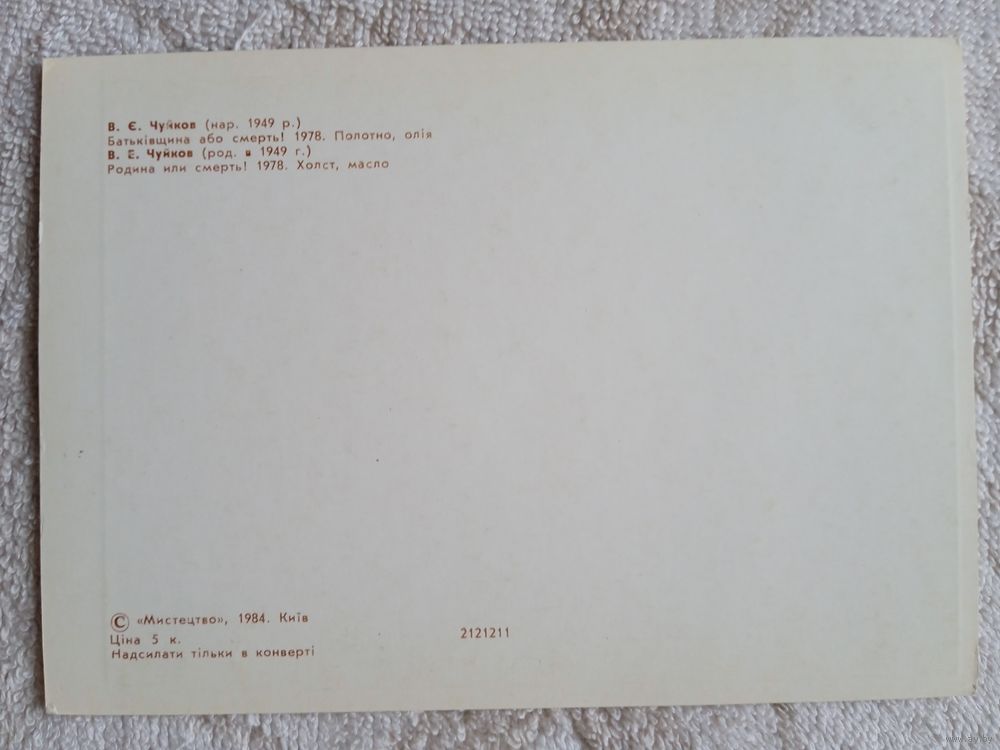 В. Є. Чуйков (нар. 1949 р.)
Батьківщина або смерть! 1978. Полотно, олія
В. Е. Чуйков (род. в 1949 г.)
Родина или смерть! 1978. Холст, масло
© «Мистецтво», 1984. Київ
Ціна 5 к.
Надсилати тільки в конверті
2121211